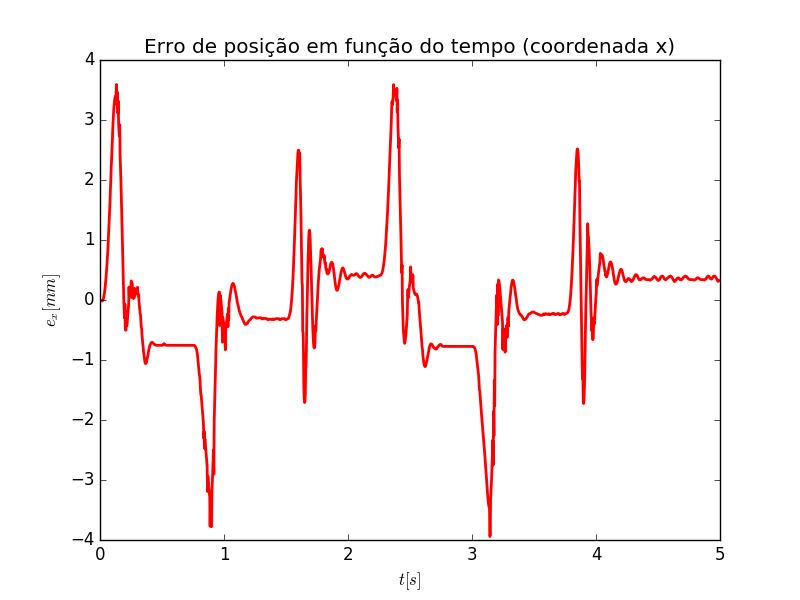 Erro de posição em função do tempo (coordenada x)
4
3
2
1
0
−1
−2
−3
−4
e_x[mm]
0 1 2 3 4 5
t[s]